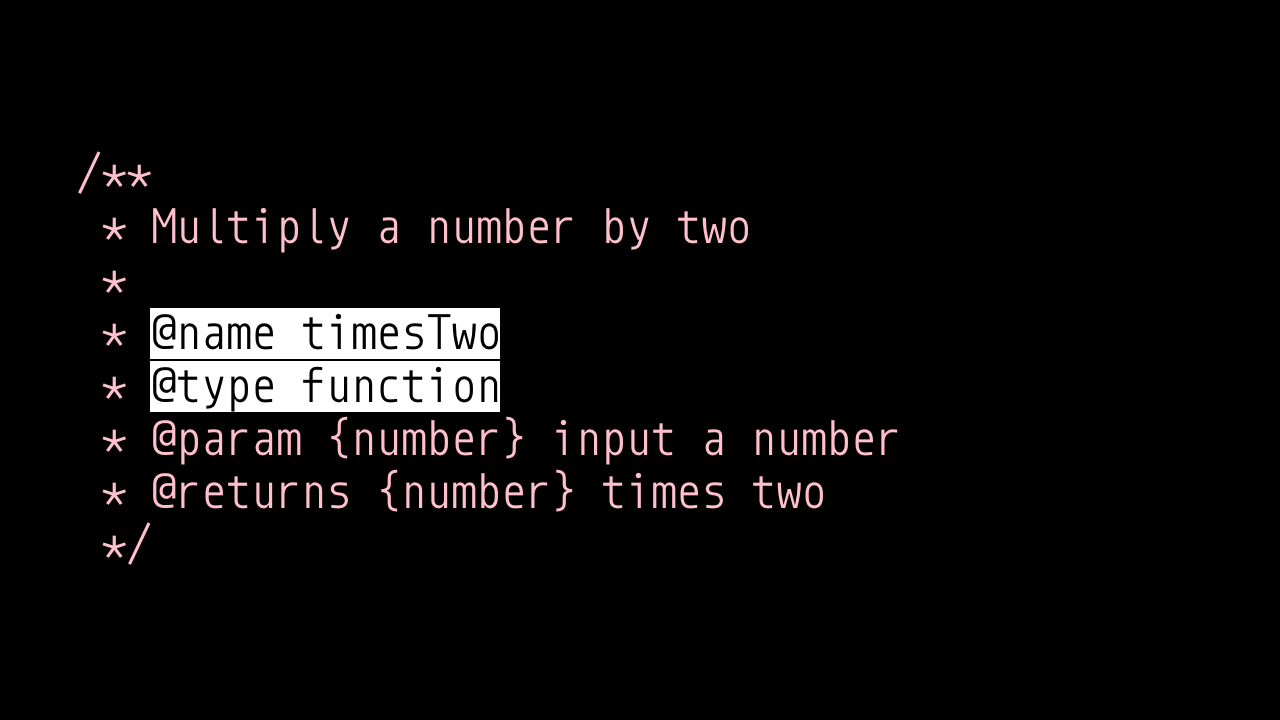 /**
 * Multiply a number by two
 *
 * @name timesTwo
 * @type function
 * @param {number} input a number
 * @returns {number} times two
 */